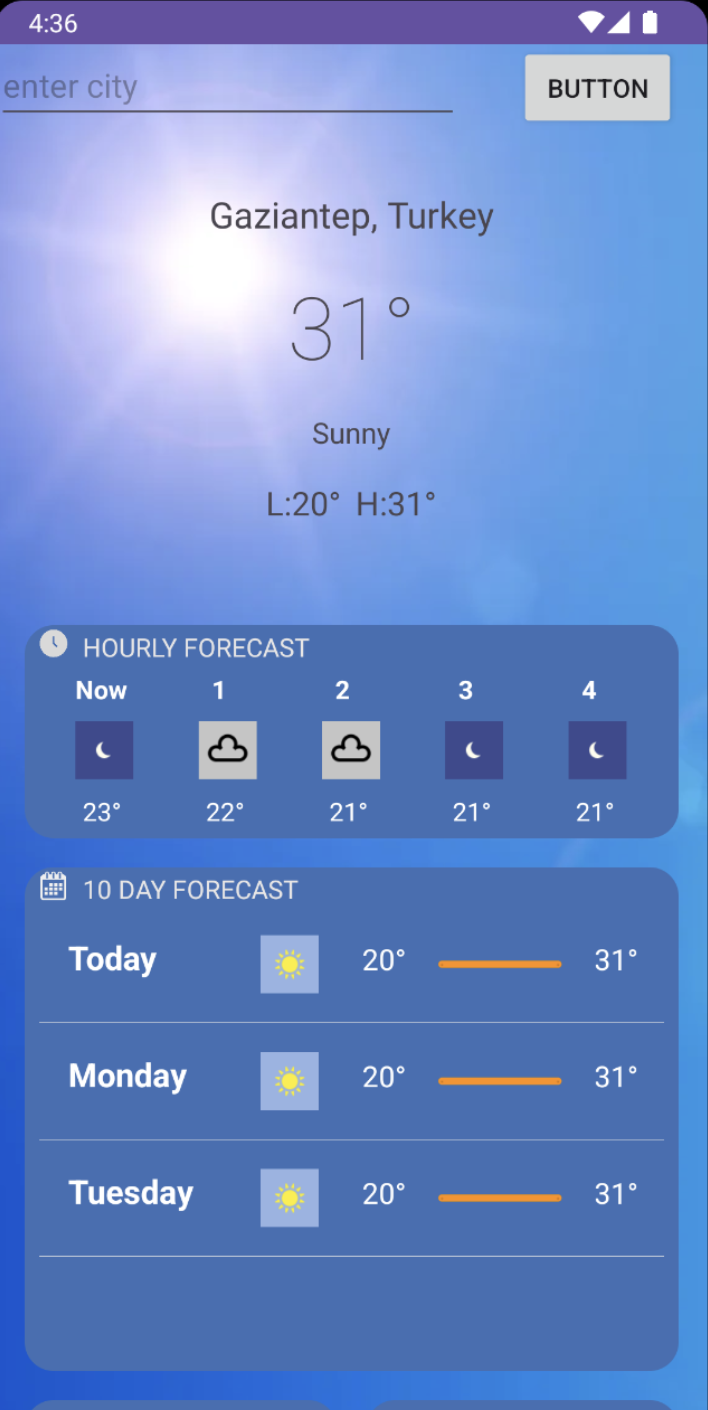 4:36
enter city
BUTTON
Gaziantep, Turkey
31°
Sunny
L:20° H:31°
HOURLY FORECAST
Now 1 2 3 4
23° 22° 21° 21° 21°
10 DAY FORECAST
Today 20° 31°
Monday 20° 31°
Tuesday 20° 31°